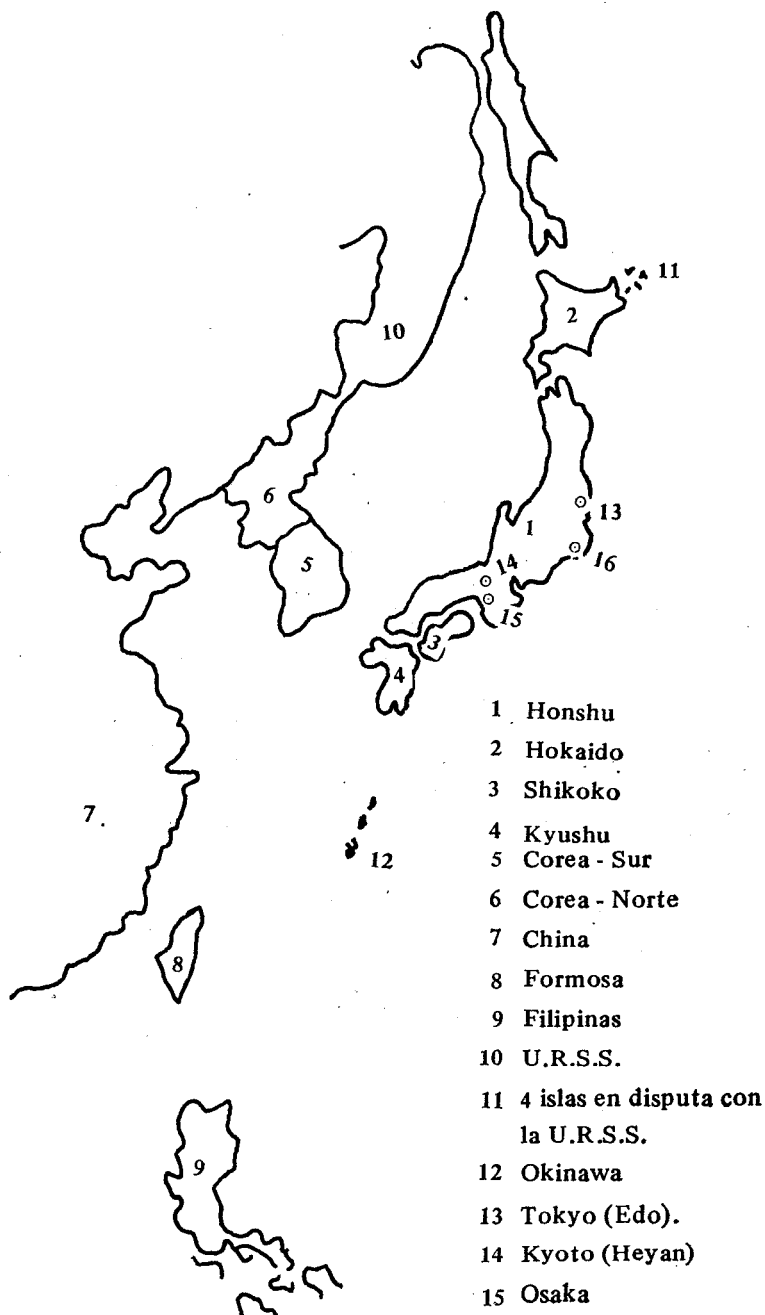 11
2
10
6
13
1
16
5
14
15
3
4
7
12
8
9
1 Honshu
2 Hokaido
3 Shikoko
4 Kyushu
5 Corea - Sur
6 Corea - Norte
7 China
8 Formosa
9 Filipinas
10 U.R.S.S.
11 4 islas en disputa con
la U.R.S.S.
12 Okinawa
13 Tokyo (Edo).
14 Kyoto (Heyan)
15 Osaka